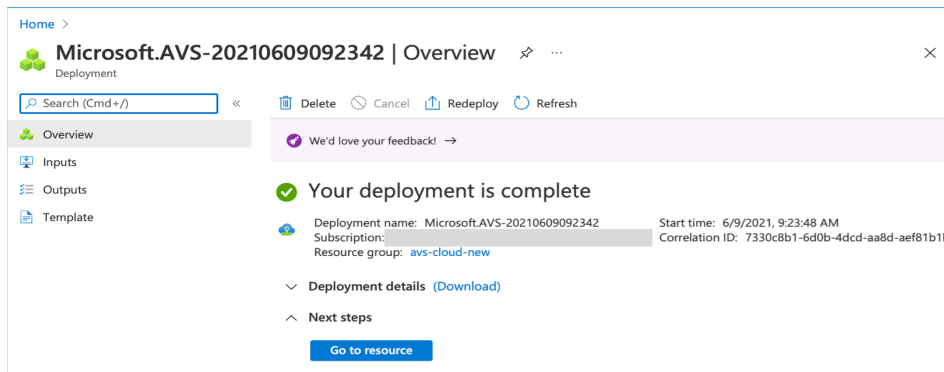 Home >
Microsoft.AVS-20210609092342 | Overview ...
Deployment
Search (Cmd+/) «
Delete Cancel Redeploy Refresh
Overview
Inputs
Outputs
Template
We'd love your feedback! →
Your deployment is complete
Deployment name: Microsoft.AVS-20210609092342 Start time: 6/9/2021, 9:23:48 AM
Subscription: Correlation ID: 7330c8b1-6d0b-4dcd-aa8d-aef81b1
Resource group: avs-cloud-new
Deployment details (Download)
Next steps
Go to resource